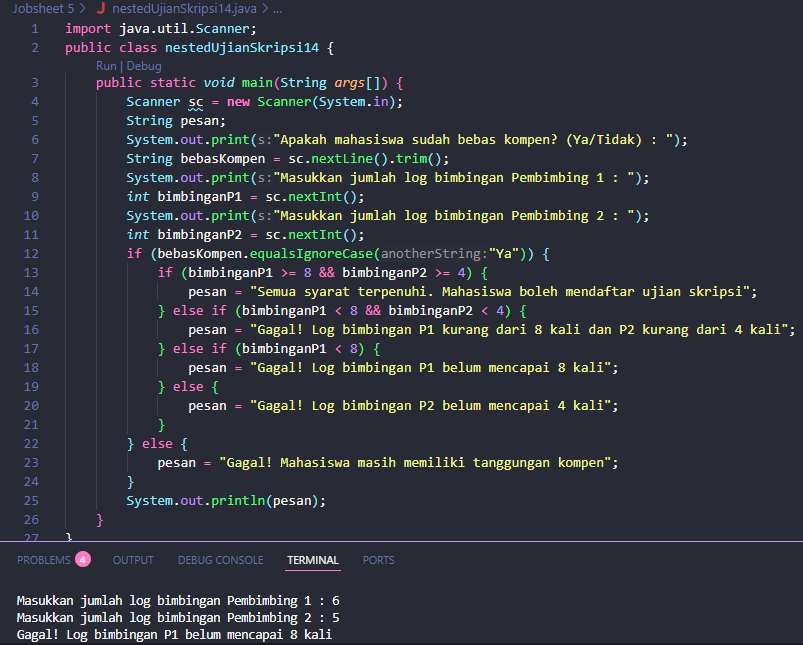 Jobsheet 5 > J nestedUjianSkripsi14.java > ...
1 import java.util.Scanner;
2 public class nestedUjianSkripsi14 {
Run | Debug
3 public static void main(String args[]) {
4 Scanner sc = new Scanner(System.in);
5 String pesan;
6 System.out.print(s:"Apakah mahasiswa sudah bebas kompen? (Ya/Tidak) : ");
7 String bebasKompen = sc.nextLine().trim();
8 System.out.print(s:"Masukkan jumlah log bimbingan Pembimbing 1 : ");
9 int bimbinganP1 = sc.nextInt();
10 System.out.print(s:"Masukkan jumlah log bimbingan Pembimbing 2 : ");
11 int bimbinganP2 = sc.nextInt();
12 if (bebasKompen.equalsIgnoreCase(anotherString:"Ya")) {
13 if (bimbinganP1 >= 8 && bimbinganP2 >= 4) {
14 pesan = "Semua syarat terpenuhi. Mahasiswa boleh mendaftar ujian skripsi";
15 } else if (bimbinganP1 < 8 && bimbinganP2 < 4) {
16 pesan = "Gagal! Log bimbingan P1 kurang dari 8 kali dan P2 kurang dari 4 kali";
17 } else if (bimbinganP1 < 8) {
18 pesan = "Gagal! Log bimbingan P1 belum mencapai 8 kali";
19 } else {
20 pesan = "Gagal! Log bimbingan P2 belum mencapai 4 kali";
21 }
22 } else {
23 pesan = "Gagal! Mahasiswa masih memiliki tanggungan kompen";
24 }
25 System.out.println(pesan);
26 }
27 }
PROBLEMS 4 OUTPUT DEBUG CONSOLE TERMINAL PORTS
Masukkan jumlah log bimbingan Pembimbing 1 : 6
Masukkan jumlah log bimbingan Pembimbing 2 : 5
Gagal! Log bimbingan P1 belum mencapai 8 kali